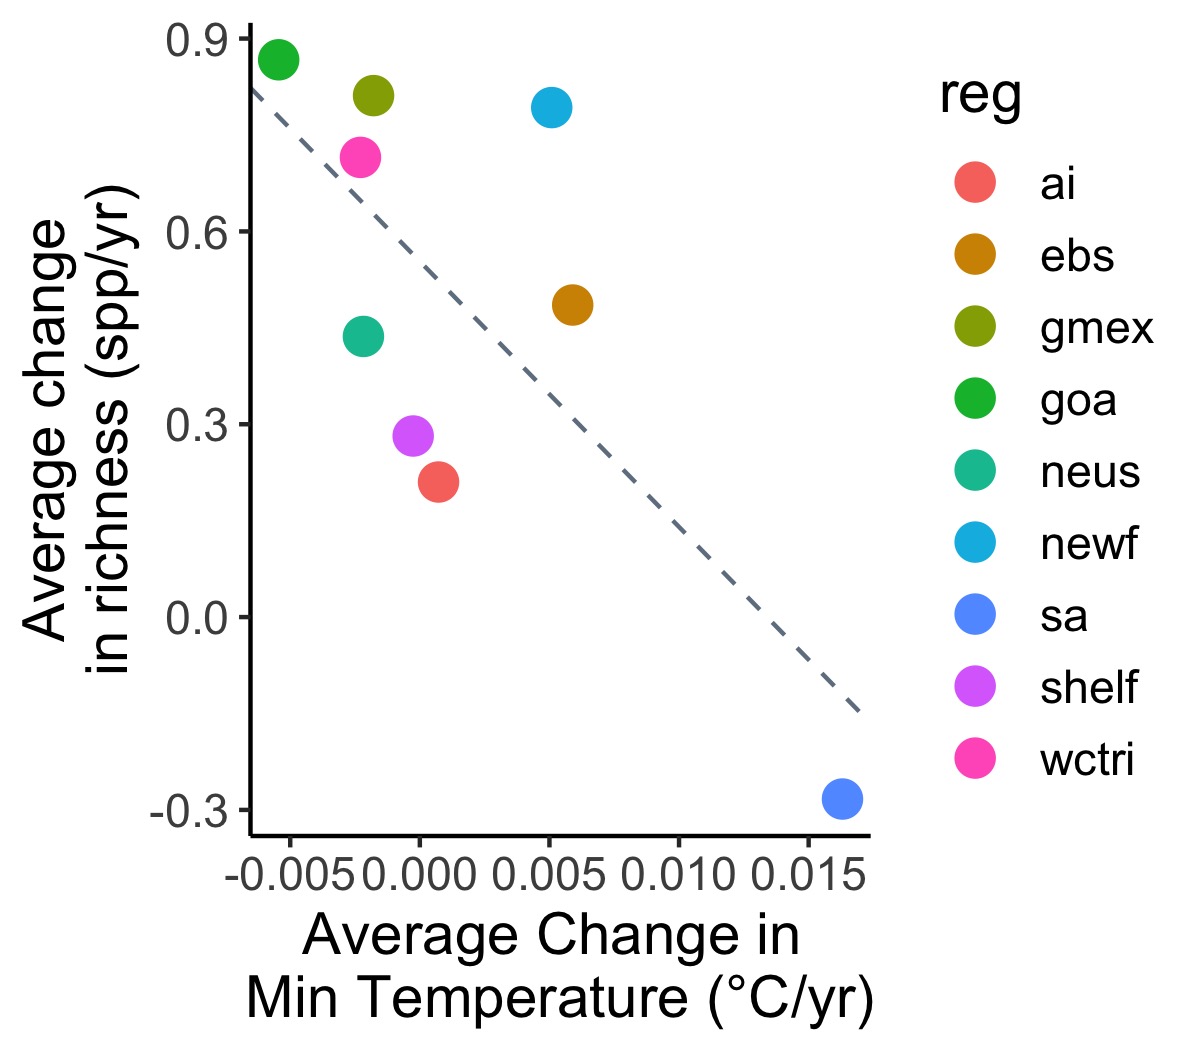 Average change
in richness (spp/yr)
0.9
0.6
0.3
0.0
-0.3
-0.005 0.000 0.005 0.010 0.015
Average Change in
Min Temperature (°C/yr)
reg
ai
ebs
gmex
goa
neus
newf
sa
shelf
wctri